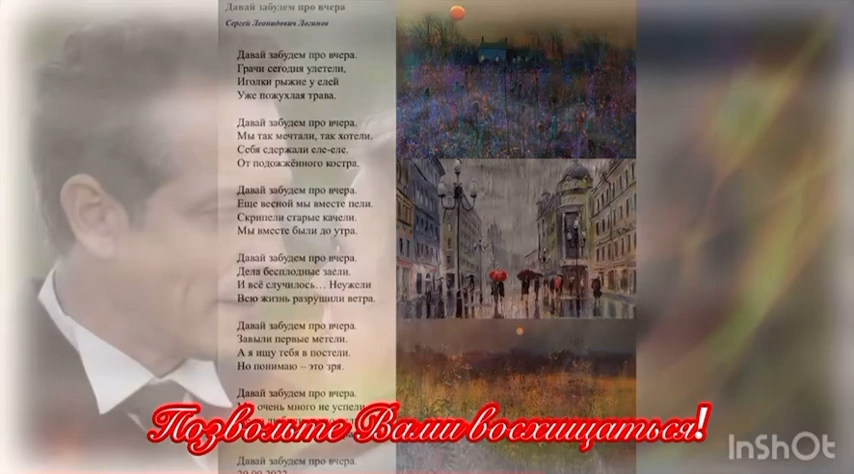 Давай забудем про вчера
Сергей Леонидович Логинов
Давай забудем про вчера.
Грачи сегодня улетели,
Иголки рыжие у елей
Уже пожухлая трава.
Давай забудем про вчера.
Мы так мечтали, так хотели.
Себя сдержали еле-еле.
От подожжённого костра.
Давай забудем про вчера.
Еще весной мы вместе пели.
Скрипели старые качели.
Мы вместе были до утра.
Давай забудем про вчера.
Дела бесплодные заели.
И всё случилось… Неужели
Всю жизнь разрушили ветра.
Давай забудем про вчера.
Завыли первые метели.
А я ищу тебя в постели.
Но понимаю – это зря.
Давай забудем про вчера.
очень много не успели
Позвольте Вами восхищаться!
Давай забудем про вчера.
29.09.2022
InShOt